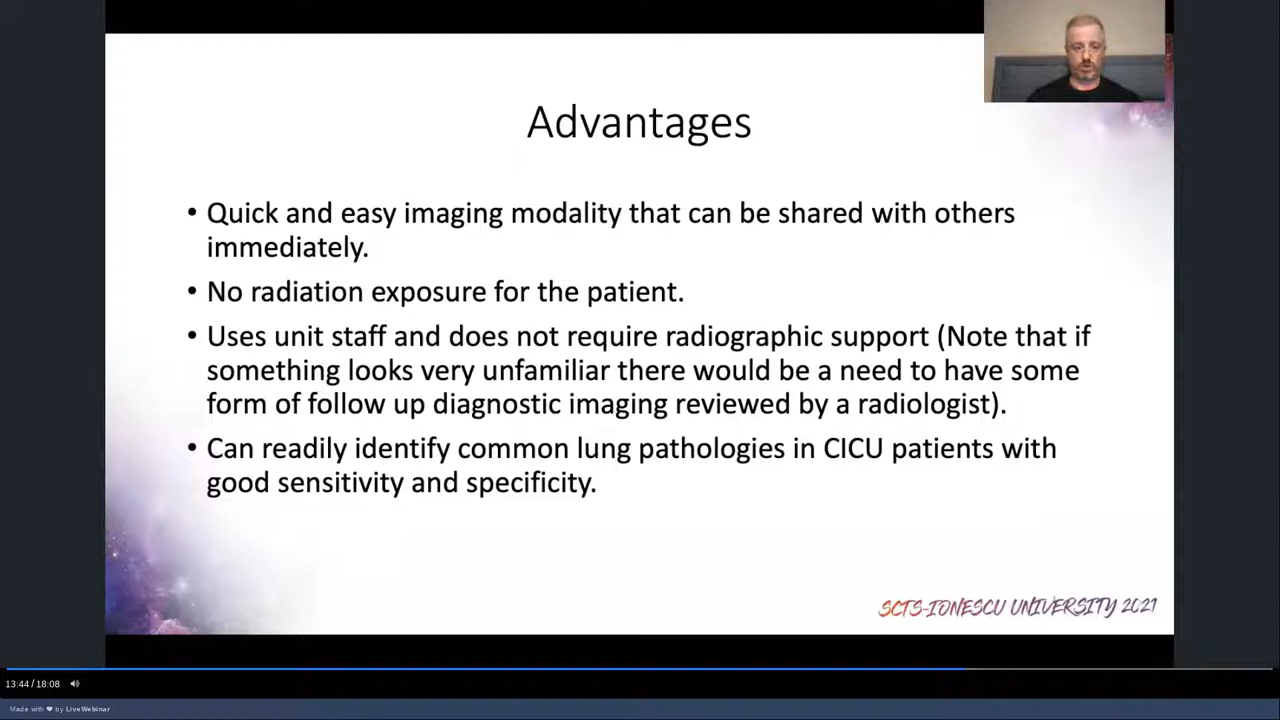 Advantages
• Quick and easy imaging modality that can be shared with others
immediately.
• No radiation exposure for the patient.
• Uses unit staff and does not require radiographic support (Note that if
something looks very unfamiliar there would be a need to have some
form of follow up diagnostic imaging reviewed by a radiologist).
• Can readily identify common lung pathologies in CICU patients with
good sensitivity and specificity.
SCTS-IONESCU UNIVERSITY 2021
13:44 / 18:08
Made with ❤ by LiveWebinar